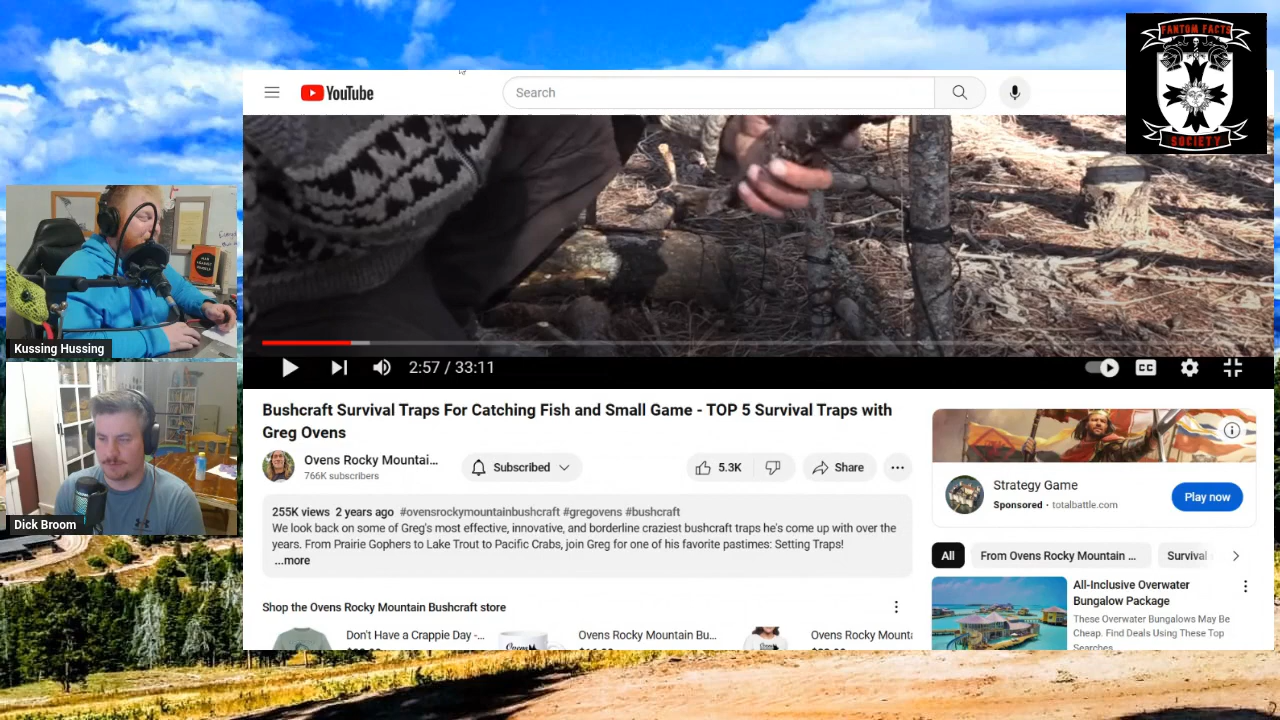 FANTOM FACTS
SOCIETY
YouTube
Search
2:57 / 33:11
CC
Bushcraft Survival Traps For Catching Fish and Small Game - TOP 5 Survival Traps with
Greg Ovens
Ovens Rocky Mountai...
766K subscribers
Subscribed
5.3K
Share
255K views 2 years ago #ovensrockymountainbushcraft #gregovens #bushcraft
We look back on some of Greg's most effective, innovative, and borderline craziest bushcraft traps he's come up with over the
years. From Prairie Gophers to Lake Trout to Pacific Crabs, join Greg for one of his favorite pastimes: Setting Traps!
...more
Shop the Ovens Rocky Mountain Bushcraft store
Don't Have a Crappie Day -...
Ovens Rocky Mountain Bu...
Ovens Rocky Mounta
Strategy Game
Sponsored · totalbattle.com
Play now
All
From Ovens Rocky Mountain ...
Survival
All-Inclusive Overwater
Bungalow Package
These Overwater Bungalows May Be
Cheap. Find Deals Using These Top
Searches
Kussing Hussing
Dick Broom